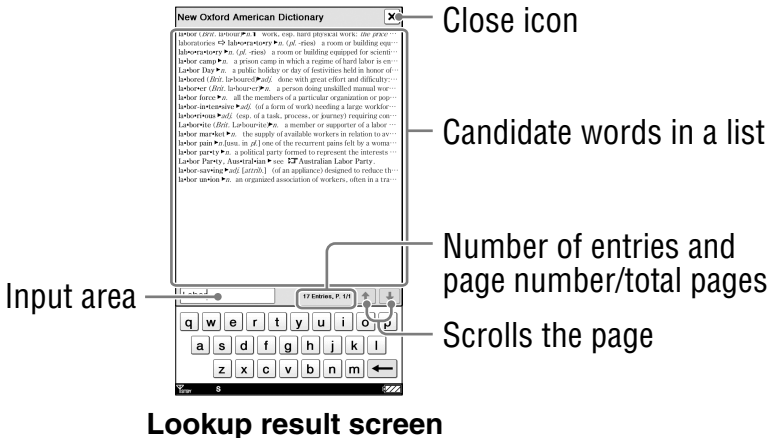 New Oxford American Dictionary
Close icon
la•bor (Brit. la•bour)▶n.1 work, esp. hard physical work: the price…
laboratories ⇨ lab•o•ra•to•ry▶n. (pl. -ries) a room or building equ…
lab•o•ra•to•ry▶n. (pl. -ries) a room or building equipped for scienti…
la•bor camp▶n. a prison camp in which a regime of hard labor is en…
La•bor Day▶n. a public holiday or day of festivities held in honor of…
la•bored (Brit. la•boured)▶adj. done with great effort and difficulty:…
la•bor•er (Brit. la•bour•er)▶n. a person doing unskilled manual wor…
la•bor force▶n. all the members of a particular organization or pop…
la•bor-in•ten•sive▶adj. (of a form of work) needing a large workfor…
la•bo•ri•ous▶adj. (esp. of a task, process, or journey) requiring con…
La•bor•ite (Brit. La•bour•ite)▶n. a member or supporter of a labor …
la•bor mar•ket▶n. the supply of available workers in relation to av…
la•bor pain▶n.[usu. in pl.] one of the recurrent pains felt by a woma…
la•bor par•ty▶n. a political party formed to represent the interests …
La•bor Par•ty, Aus•tral•ian▶see ☞Australian Labor Party.
la•bor-sav•ing▶adj. [attrib.] (of an appliance) designed to reduce th…
la•bor un•ion▶n. an organized association of workers, often in a tra…
Candidate words in a list
Number of entries and
page number/total pages
Input area
Labor
17 Entries, P. 1/1
Scrolls the page
q w e r t y u i o p
a s d f g h j k l
z x c v b n m
S
Lookup result screen